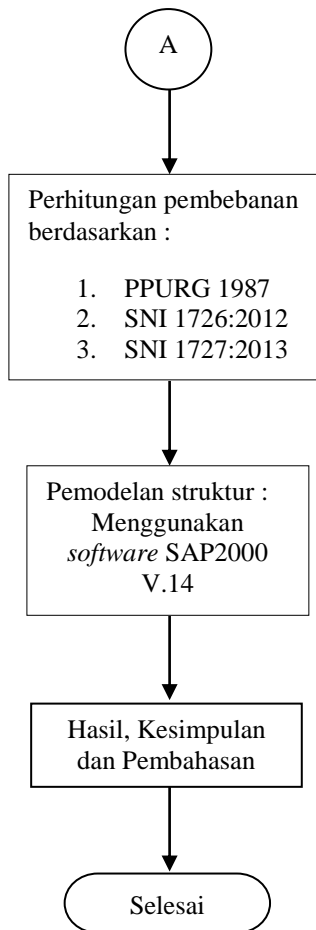 A
Perhitungan pembebanan
berdasarkan :
1. PPURG 1987
2. SNI 1726:2012
3. SNI 1727:2013
Pemodelan struktur :
Menggunakan
software SAP2000
V.14
Hasil, Kesimpulan
dan Pembahasan
Selesai